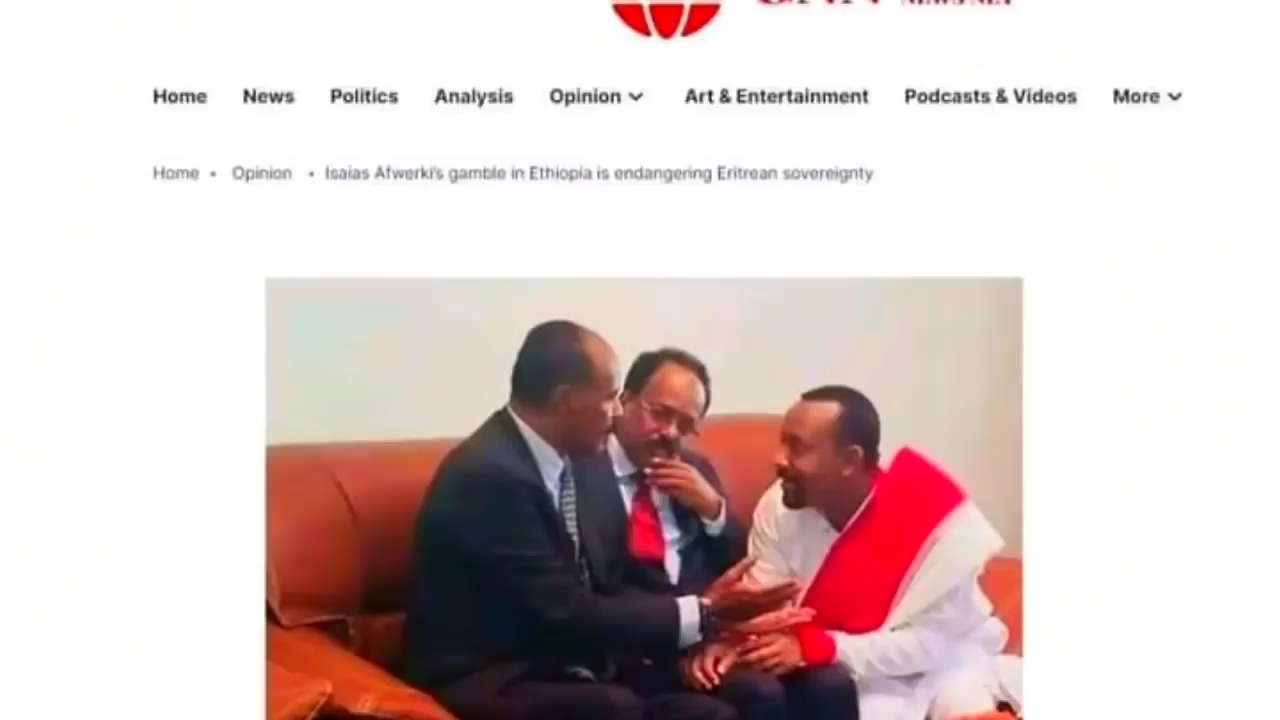 Home News Politics Analysis Opinion Art & Entertainment Podcasts & Videos More
Home • Opinion • Isaias Afwerki's gamble in Ethiopia is endangering Eritrean sovereignty